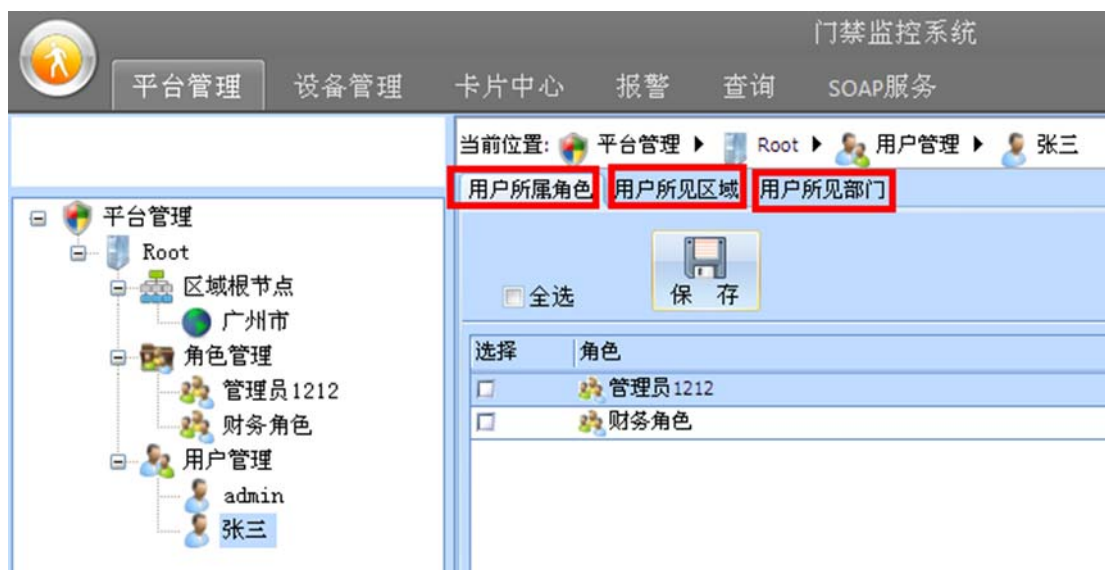 门禁监控系统
平台管理 设备管理 卡片中心 报警 查询 SOAP服务
当前位置: 平台管理 Root 用户管理 张三
用户所属角色 用户所见区域 用户所见部门
全选 保 存
选择 角色
管理员1212
财务角色
平台管理
Root
区域根节点
广州市
角色管理
管理员1212
财务角色
用户管理
admin
张三